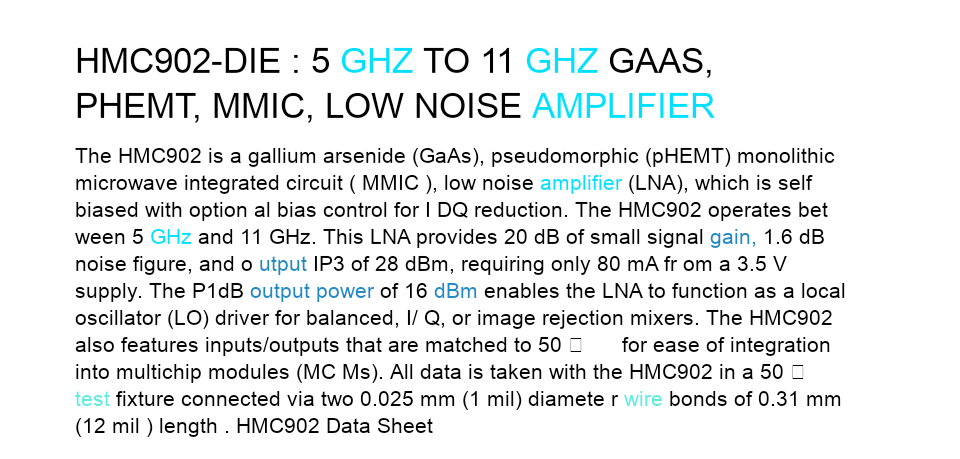 HMC902-DIE : 5 GHZ TO 11 GHZ GAAS,
PHEMT, MMIC, LOW NOISE AMPLIFIER
The HMC902 is a gallium arsenide (GaAs), pseudomorphic (pHEMT) monolithic
microwave integrated circuit ( MMIC ), low noise amplifier (LNA), which is self
biased with option al bias control for I DQ reduction. The HMC902 operates bet
ween 5 GHz and 11 GHz. This LNA provides 20 dB of small signal gain, 1.6 dB
noise figure, and o utput IP3 of 28 dBm, requiring only 80 mA fr om a 3.5 V
supply. The P1dB output power of 16 dBm enables the LNA to function as a local
oscillator (LO) driver for balanced, I/ Q, or image rejection mixers. The HMC902
also features inputs/outputs that are matched to 50 □ for ease of integration
into multichip modules (MC Ms). All data is taken with the HMC902 in a 50 □
test fixture connected via two 0.025 mm (1 mil) diamete r wire bonds of 0.31 mm
(12 mil ) length . HMC902 Data Sheet